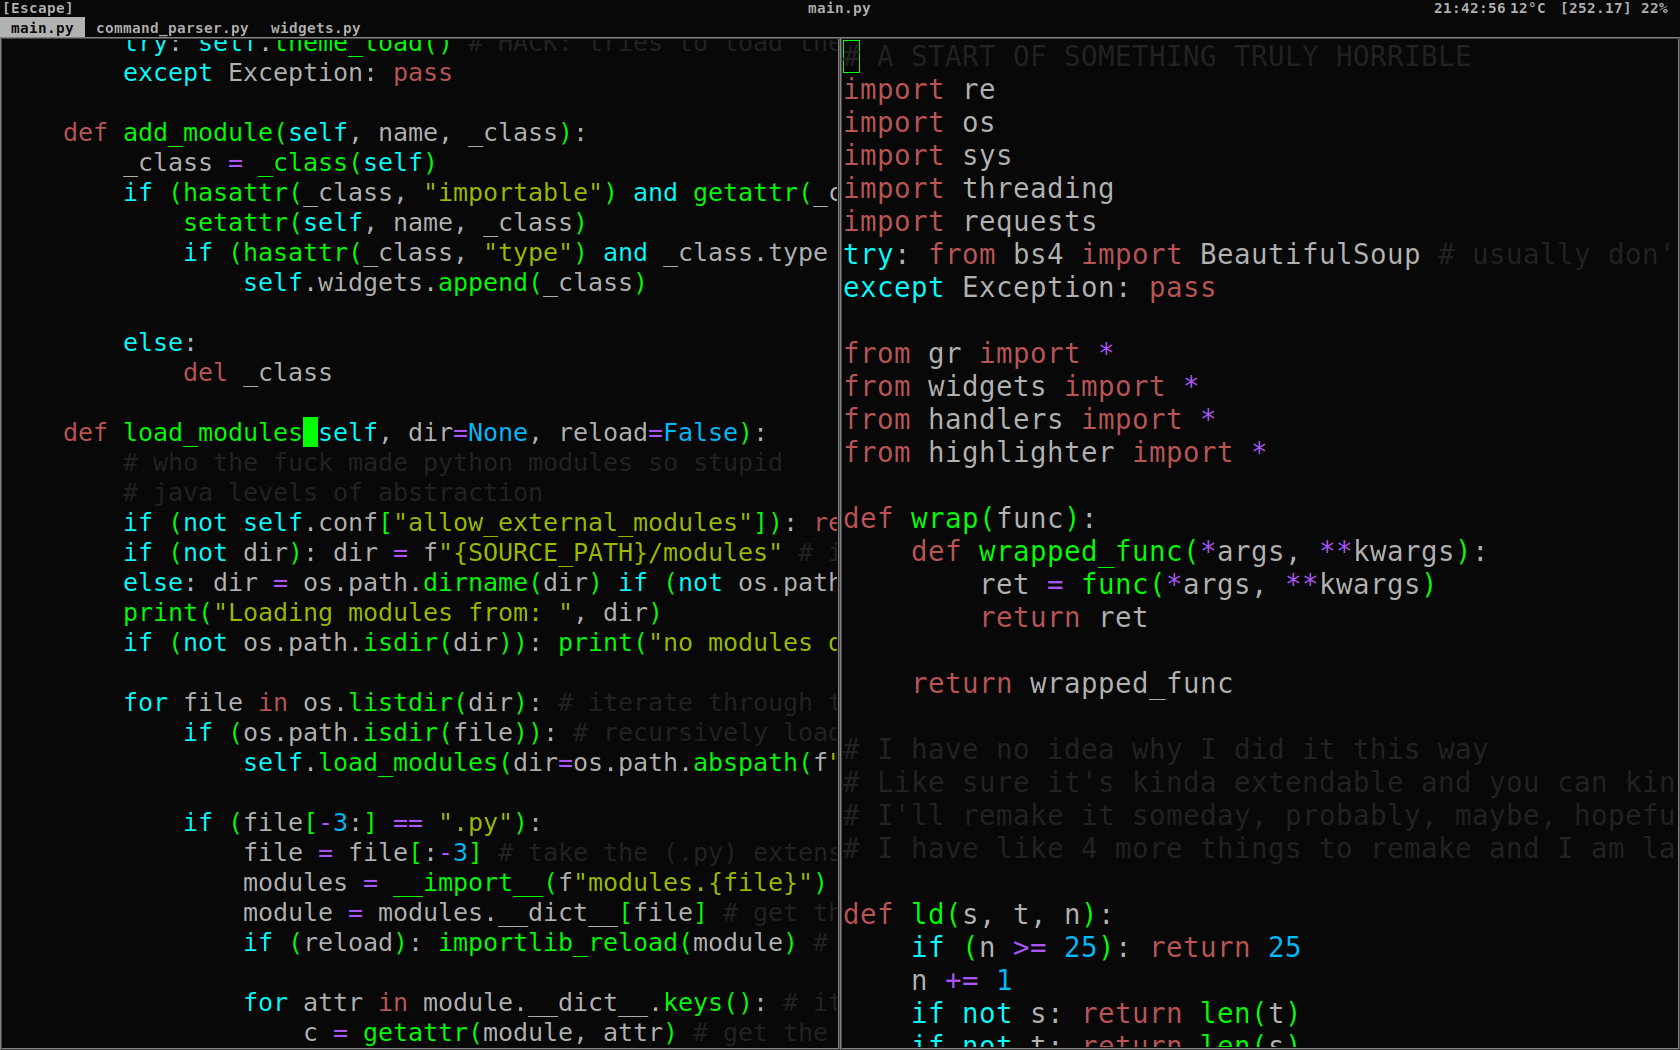 [Escape] main.py 21:42:56 12°C [252.17] 22%
main.py command_parser.py widgets.py
try: self.theme_load() # HACK: tries to load the
except Exception: pass
def add_module(self, name, _class):
_class = _class(self)
if (hasattr(_class, "importable") and getattr(_c
setattr(self, name, _class)
if (hasattr(_class, "type") and _class.type
self.widgets.append(_class)
else:
del _class
def load_modules self, dir=None, reload=False):
# who the fuck made python modules so stupid
# java levels of abstraction
if (not self.conf["allow_external_modules"]): re
if (not dir): dir = f"{SOURCE_PATH}/modules" # i
else: dir = os.path.dirname(dir) if (not os.path
print("Loading modules from: ", dir)
if (not os.path.isdir(dir)): print("no modules
for file in os.listdir(dir): # iterate through t
if (os.path.isdir(file)): # recursively load
self.load_modules(dir=os.path.abspath(f"
if (file[-3:] == ".py"):
file = file[:-3] # take the (.py) extens
modules = __import__(f"modules.{file}")
module = modules.__dict__[file] # get th
if (reload): importlib_reload(module) #
for attr in module.__dict__.keys(): # it
c = getattr(module, attr) # get the
# A START OF SOMETHING TRULY HORRIBLE
import re
import os
import sys
import threading
import requests
try: from bs4 import BeautifulSoup # usually don'
except Exception: pass
from gr import *
from widgets import *
from handlers import *
from highlighter import *
def wrap(func):
def wrapped_func(*args, **kwargs):
ret = func(*args, **kwargs)
return ret
return wrapped_func
# I have no idea why I did it this way
# Like sure it's kinda extendable and you can kin
# I'll remake it someday, probably, maybe, hopefu
# I have like 4 more things to remake and I am la
def ld(s, t, n):
if (n >= 25): return 25
n += 1
if not s: return len(t)
if not t: return len(s)